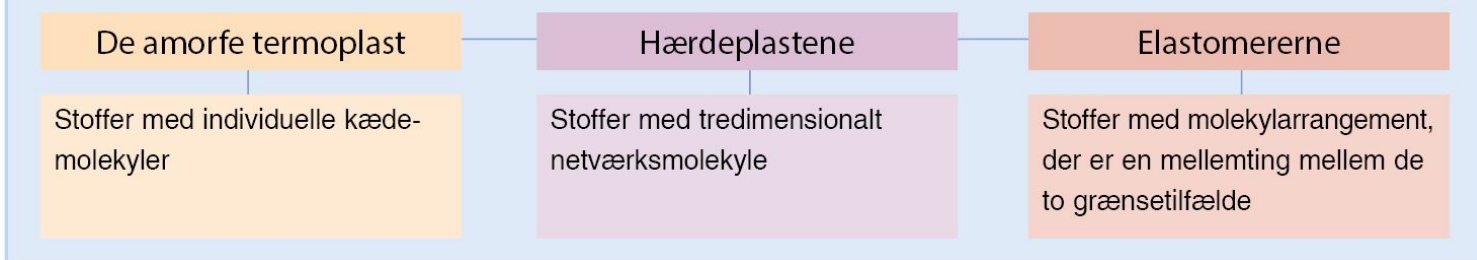 De amorfe termoplast
Stoffer med individuelle kæde-
molekyler
Hærdeplastene
Stoffer med tredimensionalt
netværksmolekyle
Elastomererne
Stoffer med molekylarrangement,
der er en mellemting mellem de
to grænsetilfælde